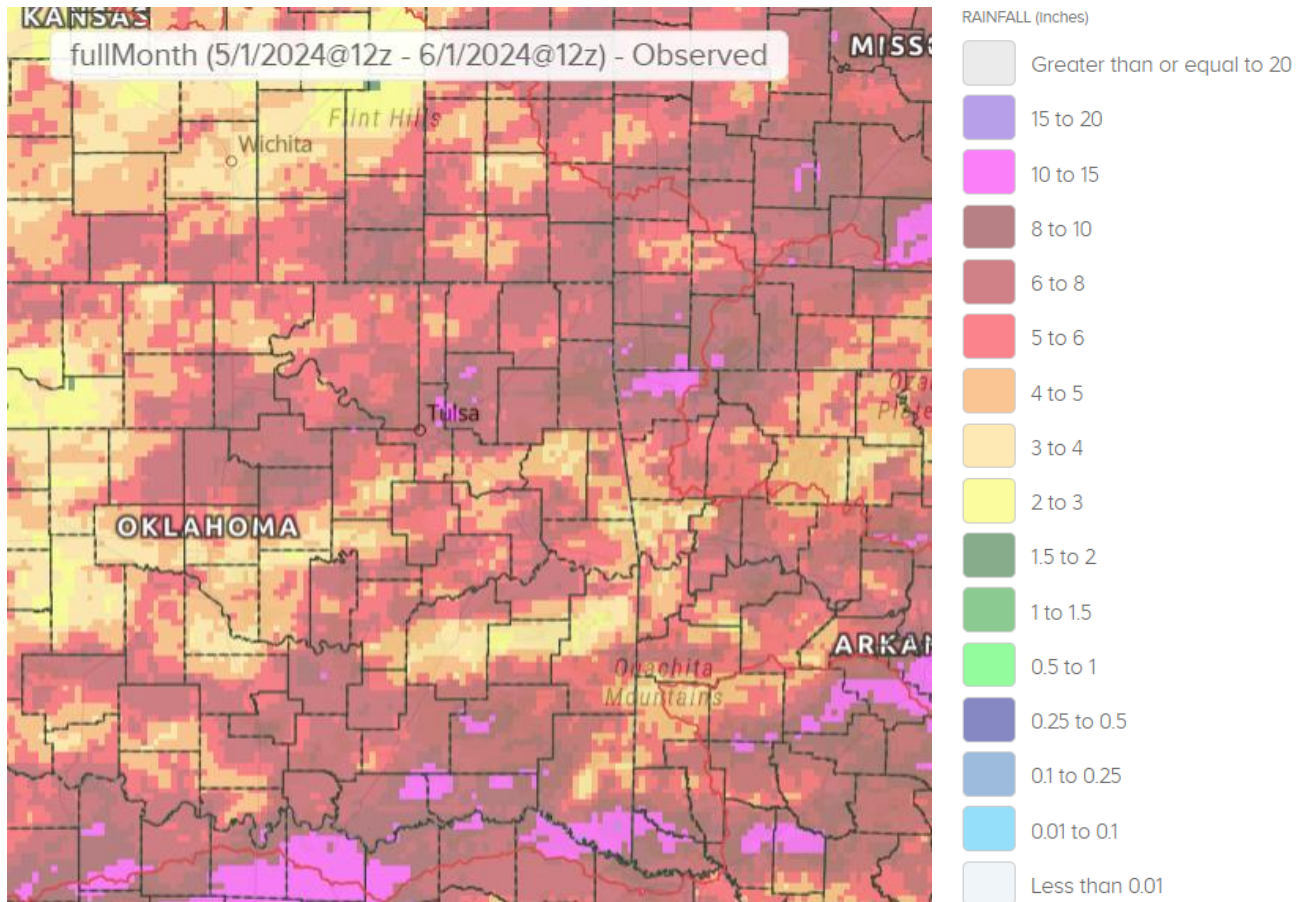 KANSAS
fullMonth (5/1/2024@12z - 6/1/2024@12z) - Observed
MISS
Flint Hills
Wichita
Tulsa
OKLAHOMA
ARKAN
Ouachita
Mountains
RAINFALL (Inches)
Greater than or equal to 20
15 to 20
10 to 15
8 to 10
6 to 8
5 to 6
4 to 5
3 to 4
2 to 3
1.5 to 2
1 to 1.5
0.5 to 1
0.25 to 0.5
0.1 to 0.25
0.01 to 0.1
Less than 0.01